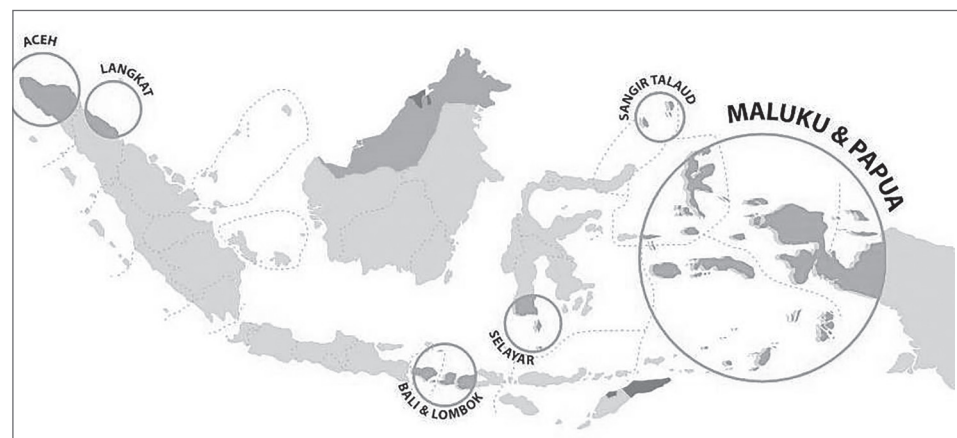 ACEH
LANGKAT
SANGIR TALAUD
MALUKU & PAPUA
SELAYAR
BALI & LOMBOK